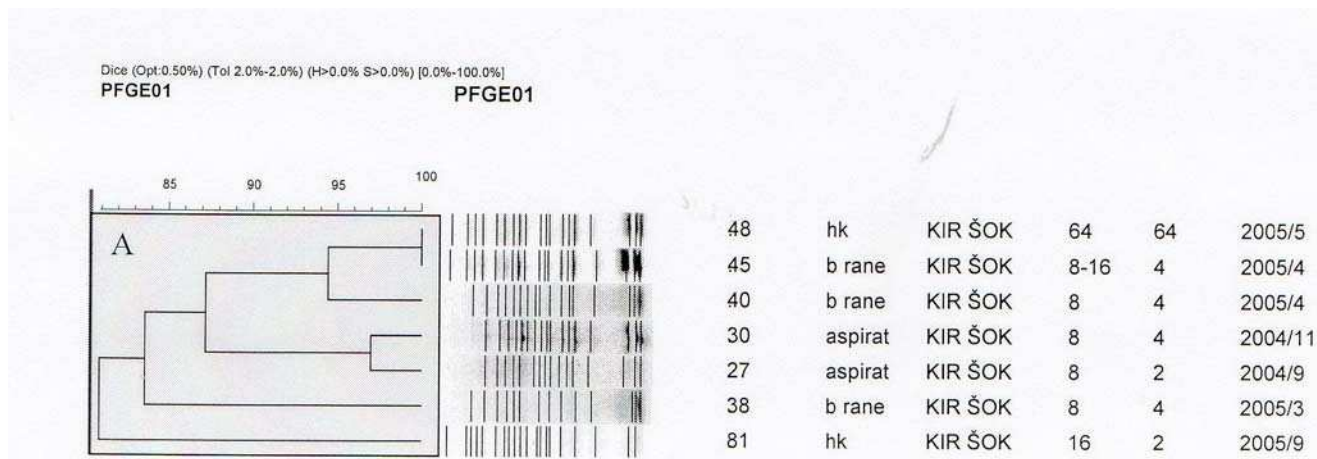 Dice (Opt:0.50%) (Tol 2.0%-2.0%) (H>0.0% S>0.0%) [0.0%-100.0%]
PFGE01 PFGE01
85 90 95 100
A
48 hk KIR ŠOK 64 64 2005/5
45 b rane KIR ŠOK 8-16 4 2005/4
40 b rane KIR ŠOK 8 4 2005/4
30 aspirat KIR ŠOK 8 4 2004/11
27 aspirat KIR ŠOK 8 2 2004/9
38 b rane KIR ŠOK 8 4 2005/3
81 hk KIR ŠOK 16 2 2005/9